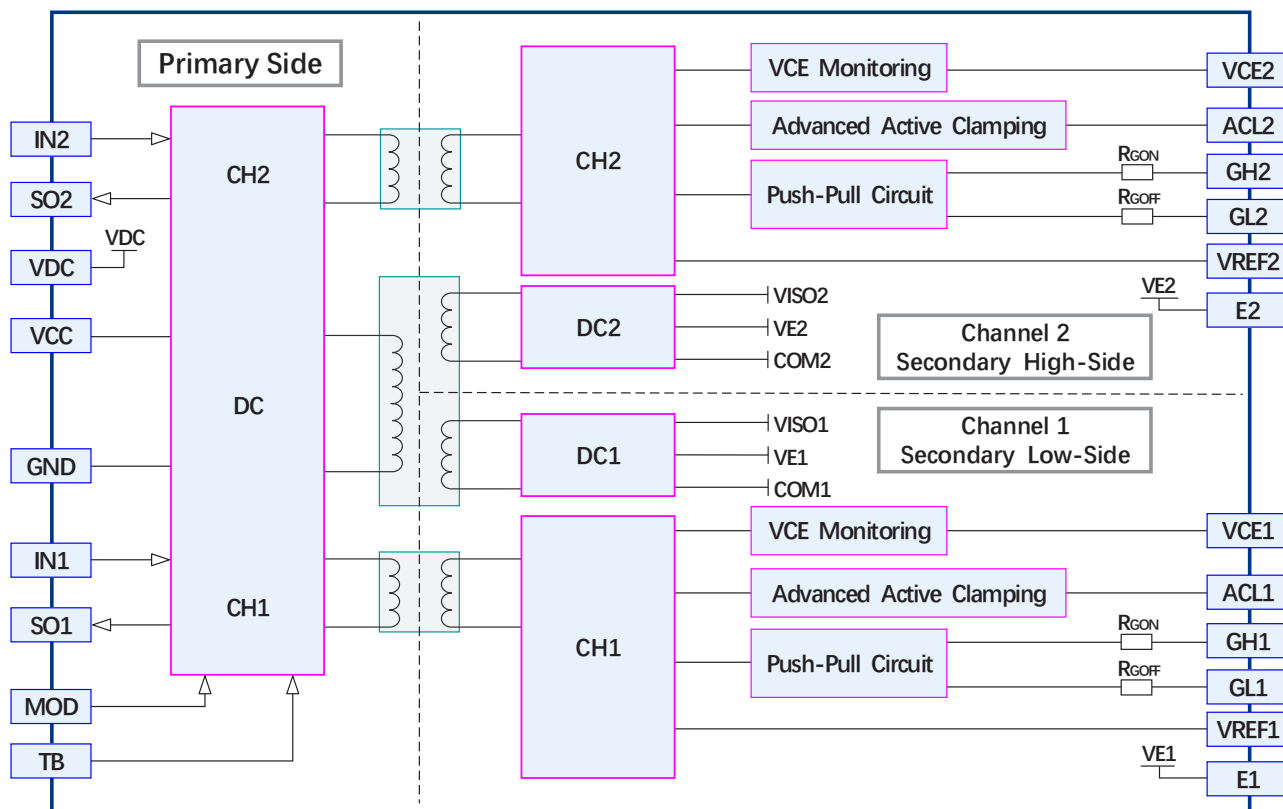 Primary Side
IN2
SO2
VDC
VDC
VCC
GND
IN1
SO1
MOD
TB
CH2
DC
CH1
CH2
VCE Monitoring
VCE2
Advanced Active Clamping
ACL2
Push-Pull Circuit
RGON
GH2
RGOFF
GL2
VREF2
VE2
E2
DC2
VISO2
VE2
COM2
Channel 2
Secondary High-Side
DC1
VISO1
VE1
COM1
Channel 1
Secondary Low-Side
CH1
VCE Monitoring
VCE1
Advanced Active Clamping
ACL1
Push-Pull Circuit
RGON
GH1
RGOFF
GL1
VREF1
VE1
E1